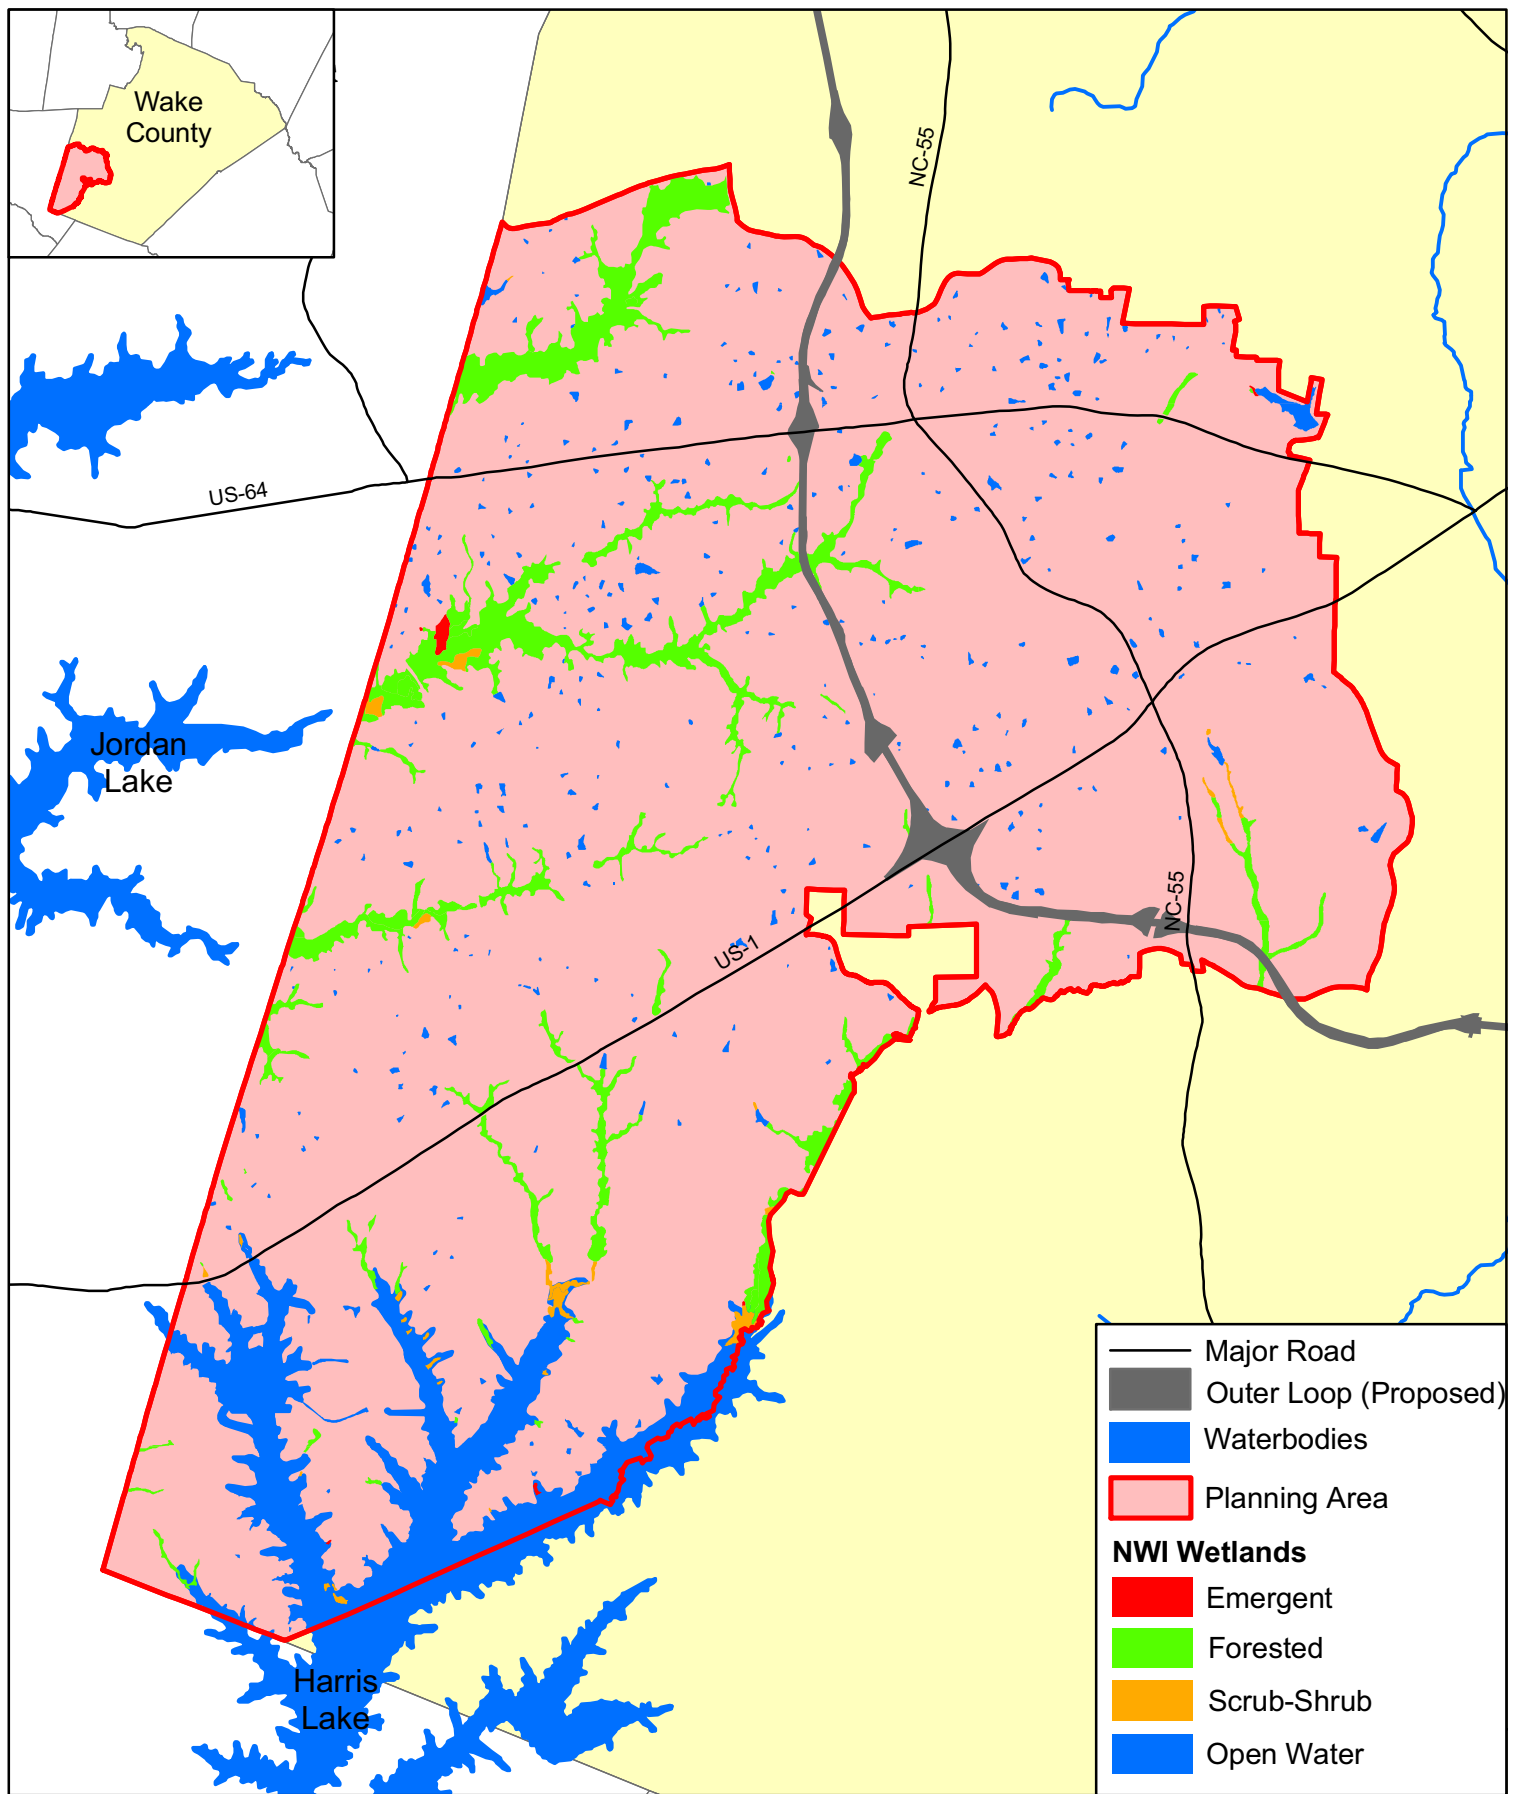 Wake
County
NC-55
US-64
Jordan
Lake
NC-55
US-1
Harris
Lake
Major Road
Outer Loop (Proposed)
Waterbodies
Planning Area
NWI Wetlands
Emergent
Forested
Scrub-Shrub
Open Water